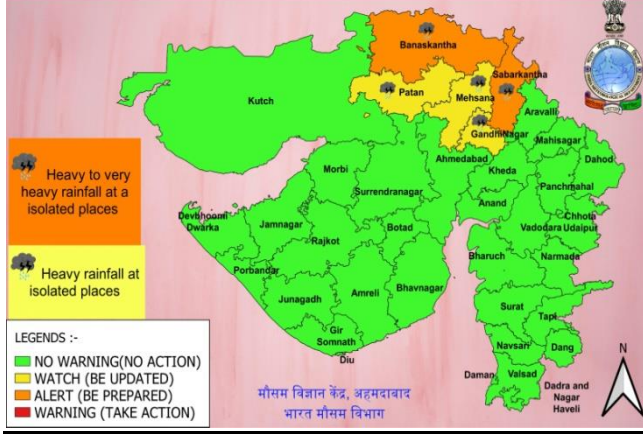 Banaskantha
Sabarkantha
Patan
Mehsana
Kutch
GandhiNagar
Aravalli
Ahmedabad
Mahisagar
Kheda
Dahod
Morbi
Surrendranagar
Panchmahal
Anand
Devbhoomi
Dwarka
Jamnagar
Botad
Chhota
Vadodara Udaipur
Rajkot
Bharuch
Narmada
Porbandar
Junagadh
Amreli
Bhavnagar
Surat
Tapi
Gir
Somnath
Navsari
Dang
Diu
Daman
Valsad
Dadra and
Nagar
Haveli
N
Heavy to very
heavy rainfall at a
isolated places
Heavy rainfall at
isolated places
LEGENDS :-
NO WARNING(NO ACTION)
WATCH (BE UPDATED)
ALERT (BE PREPARED)
WARNING (TAKE ACTION)
मौसम विज्ञान केंद्र, अहमदाबाद
भारत मौसम विभाग